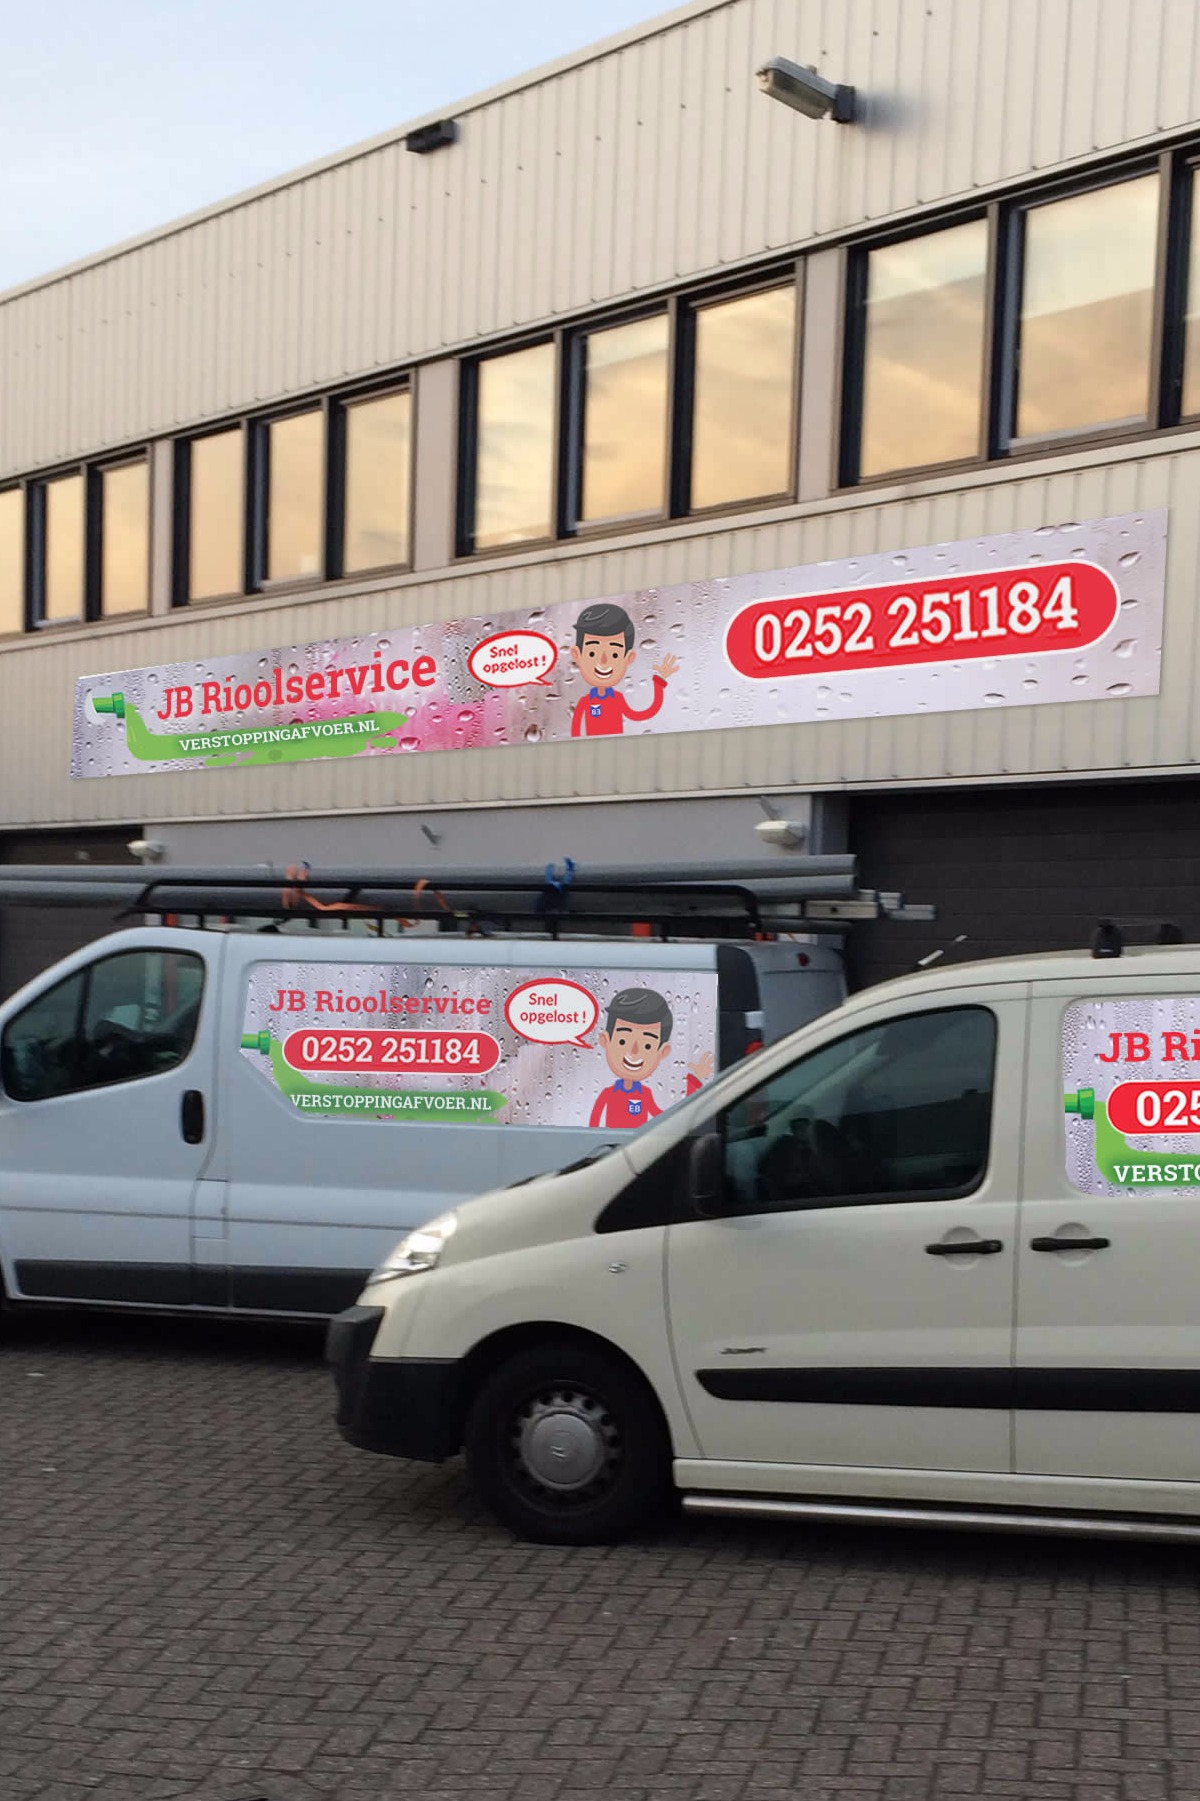 JB Rioolservice
VERSTOPPINGAFVOER.NL
Snel
opgelost !
0252 251184
JB Rioolservice
0252 251184
VERSTOPPINGAFVOER.NL
Snel
opgelost !
EB
JB Ri
025
VERSTO
JUMPY